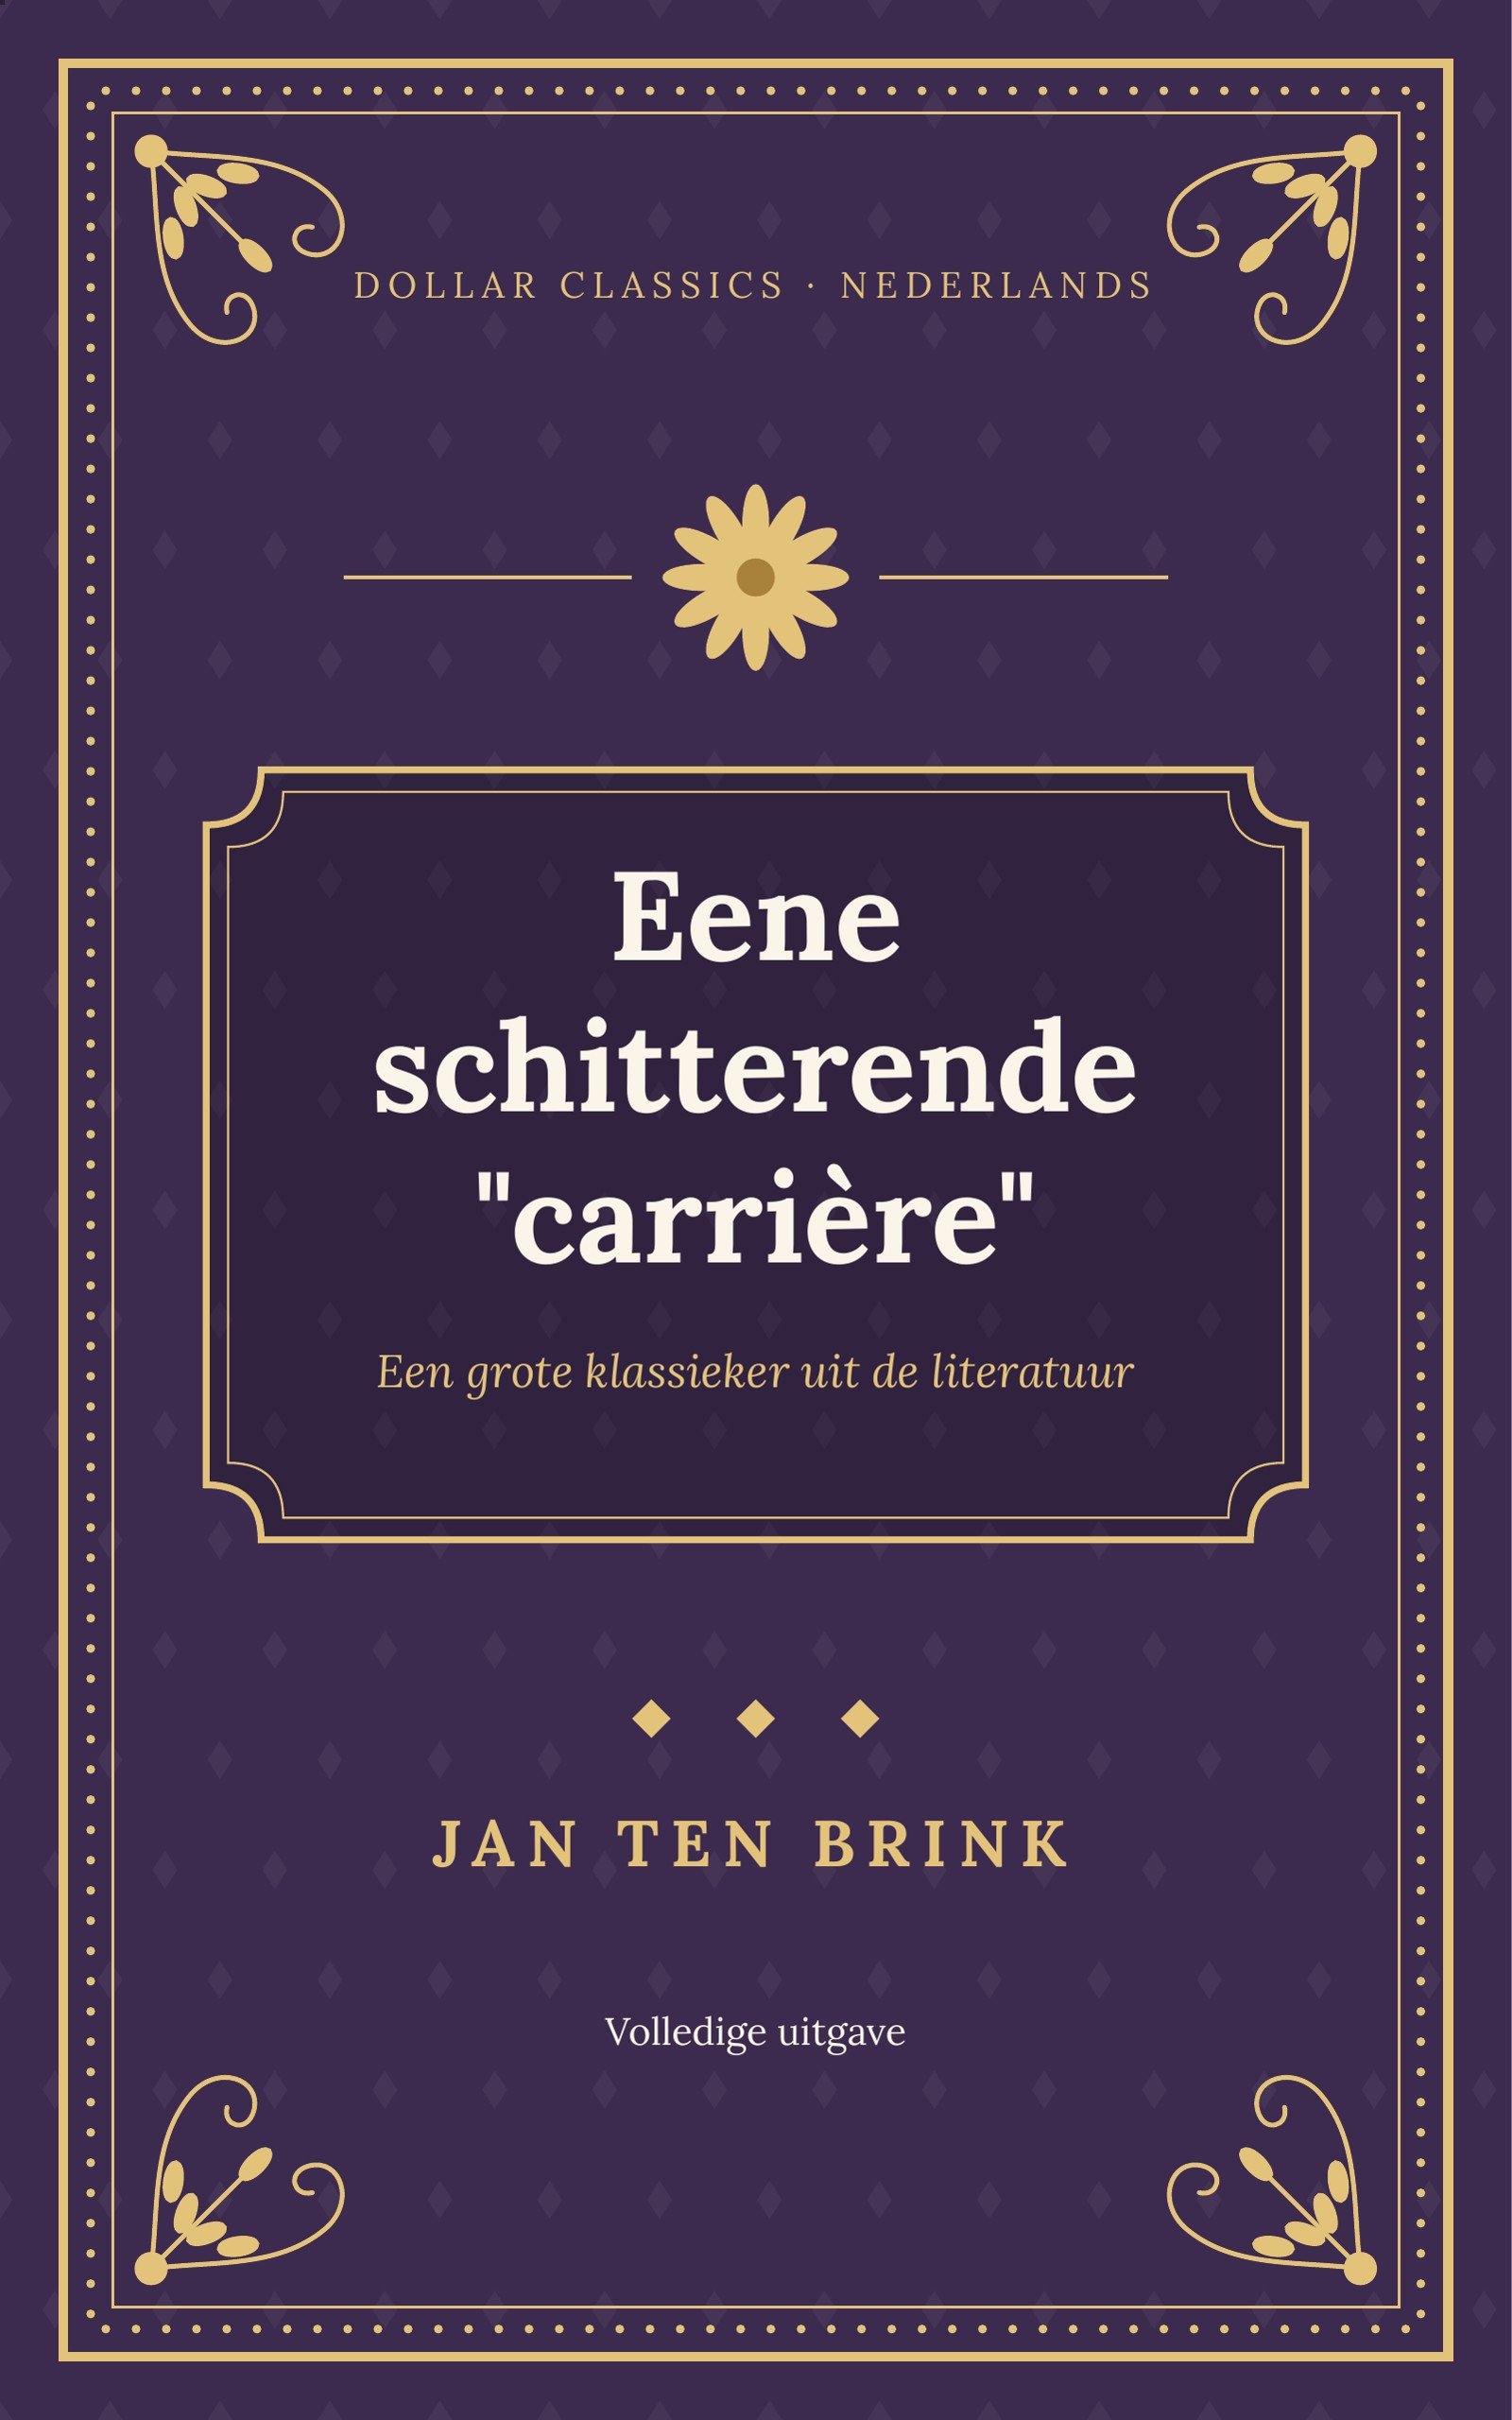 DOLLAR CLASSICS · NEDERLANDS
Eene
schitterende
"carrière"
Een grote klassieker uit de literatuur
JAN TEN BRINK
Volledige uitgave